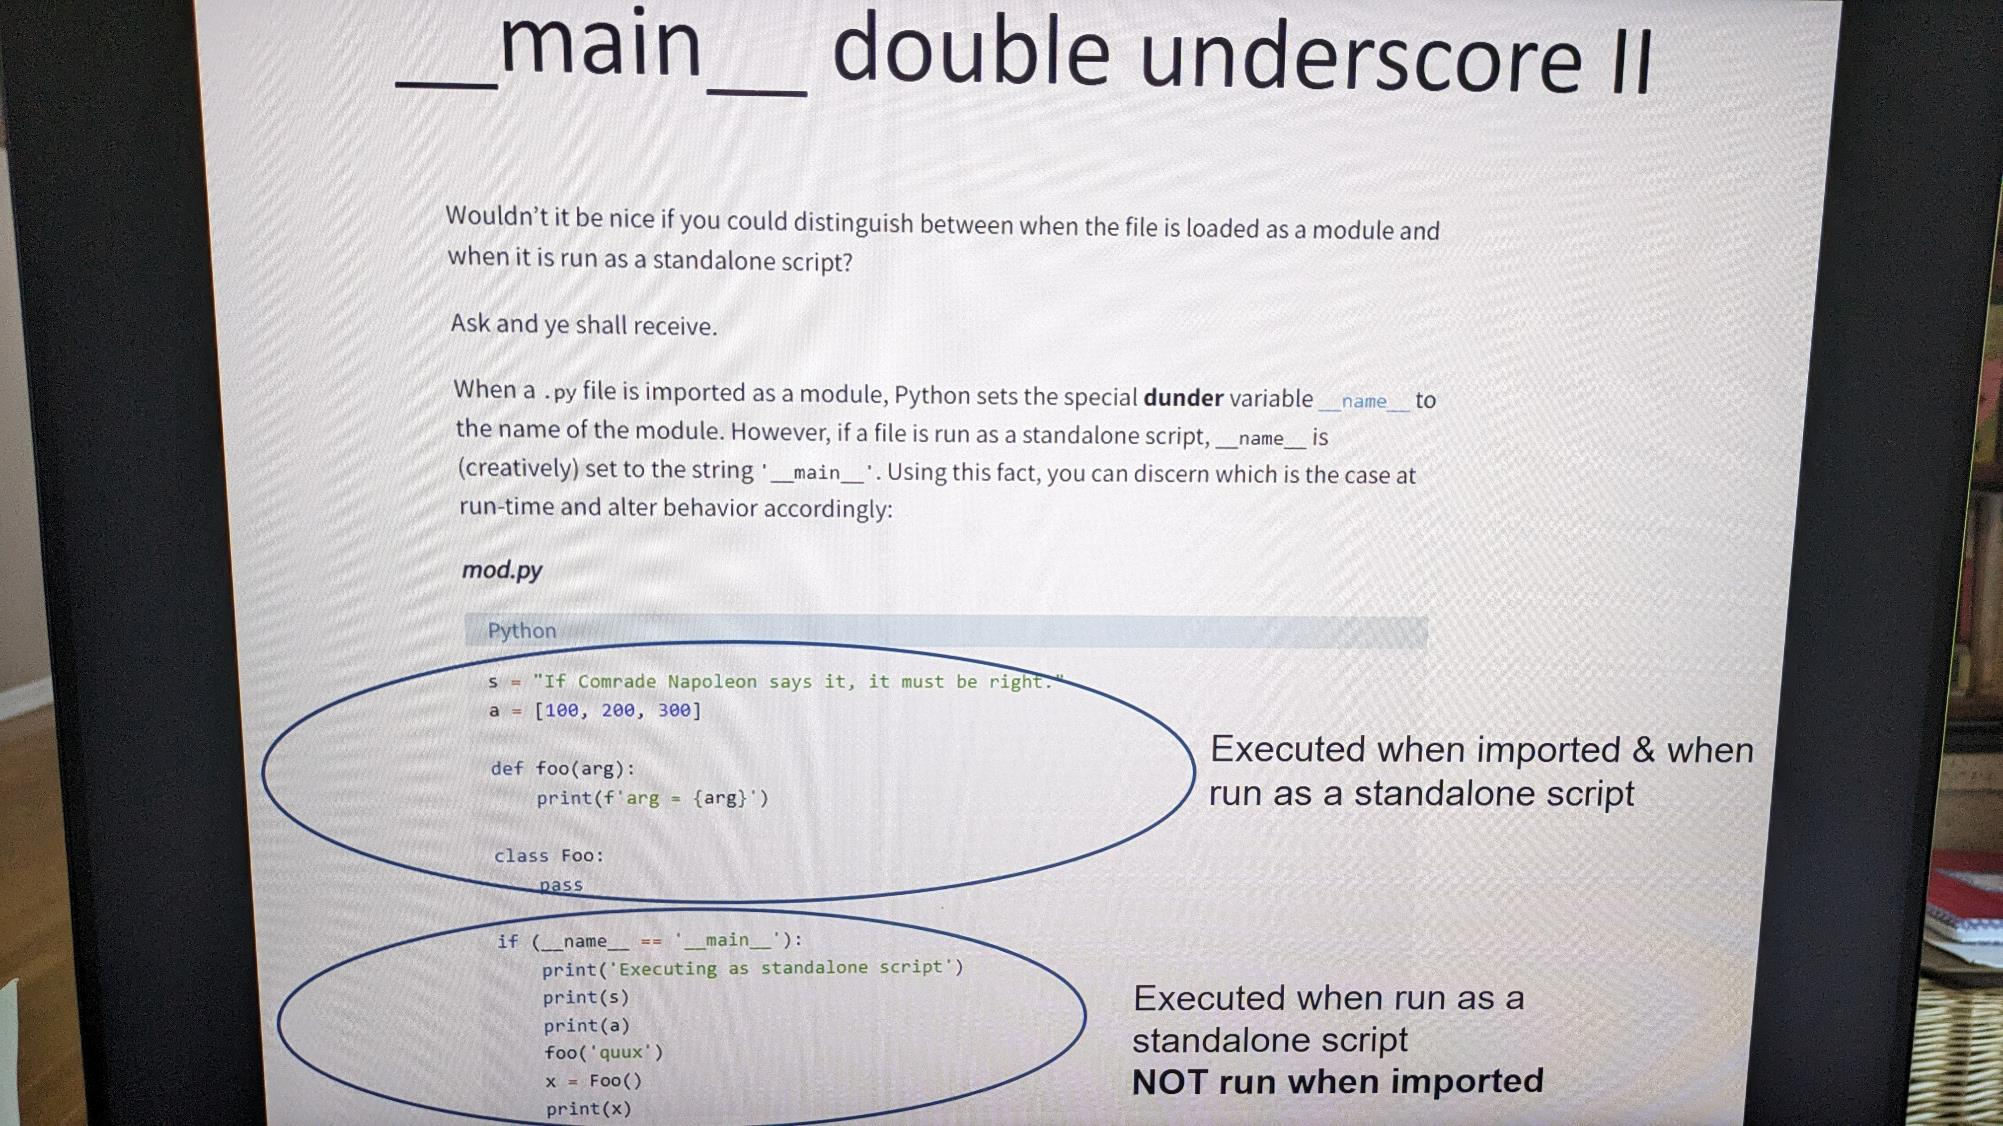 __main__ double underscore II
Wouldn't it be nice if you could distinguish between when the file is loaded as a module and
when it is run as a standalone script?
Ask and ye shall receive.
When a .py file is imported as a module, Python sets the special dunder variable __name__ to
the name of the module. However, if a file is run as a standalone script, __name__ is
(creatively) set to the string '__main__'. Using this fact, you can discern which is the case at
run-time and alter behavior accordingly:
mod.py
Python
s = "If Comrade Napoleon says it, it must be right."
a = [100, 200, 300]
def foo(arg):
    print(f'arg = {arg}')
class Foo:
    pass
Executed when imported & when
run as a standalone script
if (__name__ == '__main__'):
    print('Executing as standalone script')
    print(s)
    print(a)
    foo('quux')
    x = Foo()
    print(x)
Executed when run as a
standalone script
NOT run when imported